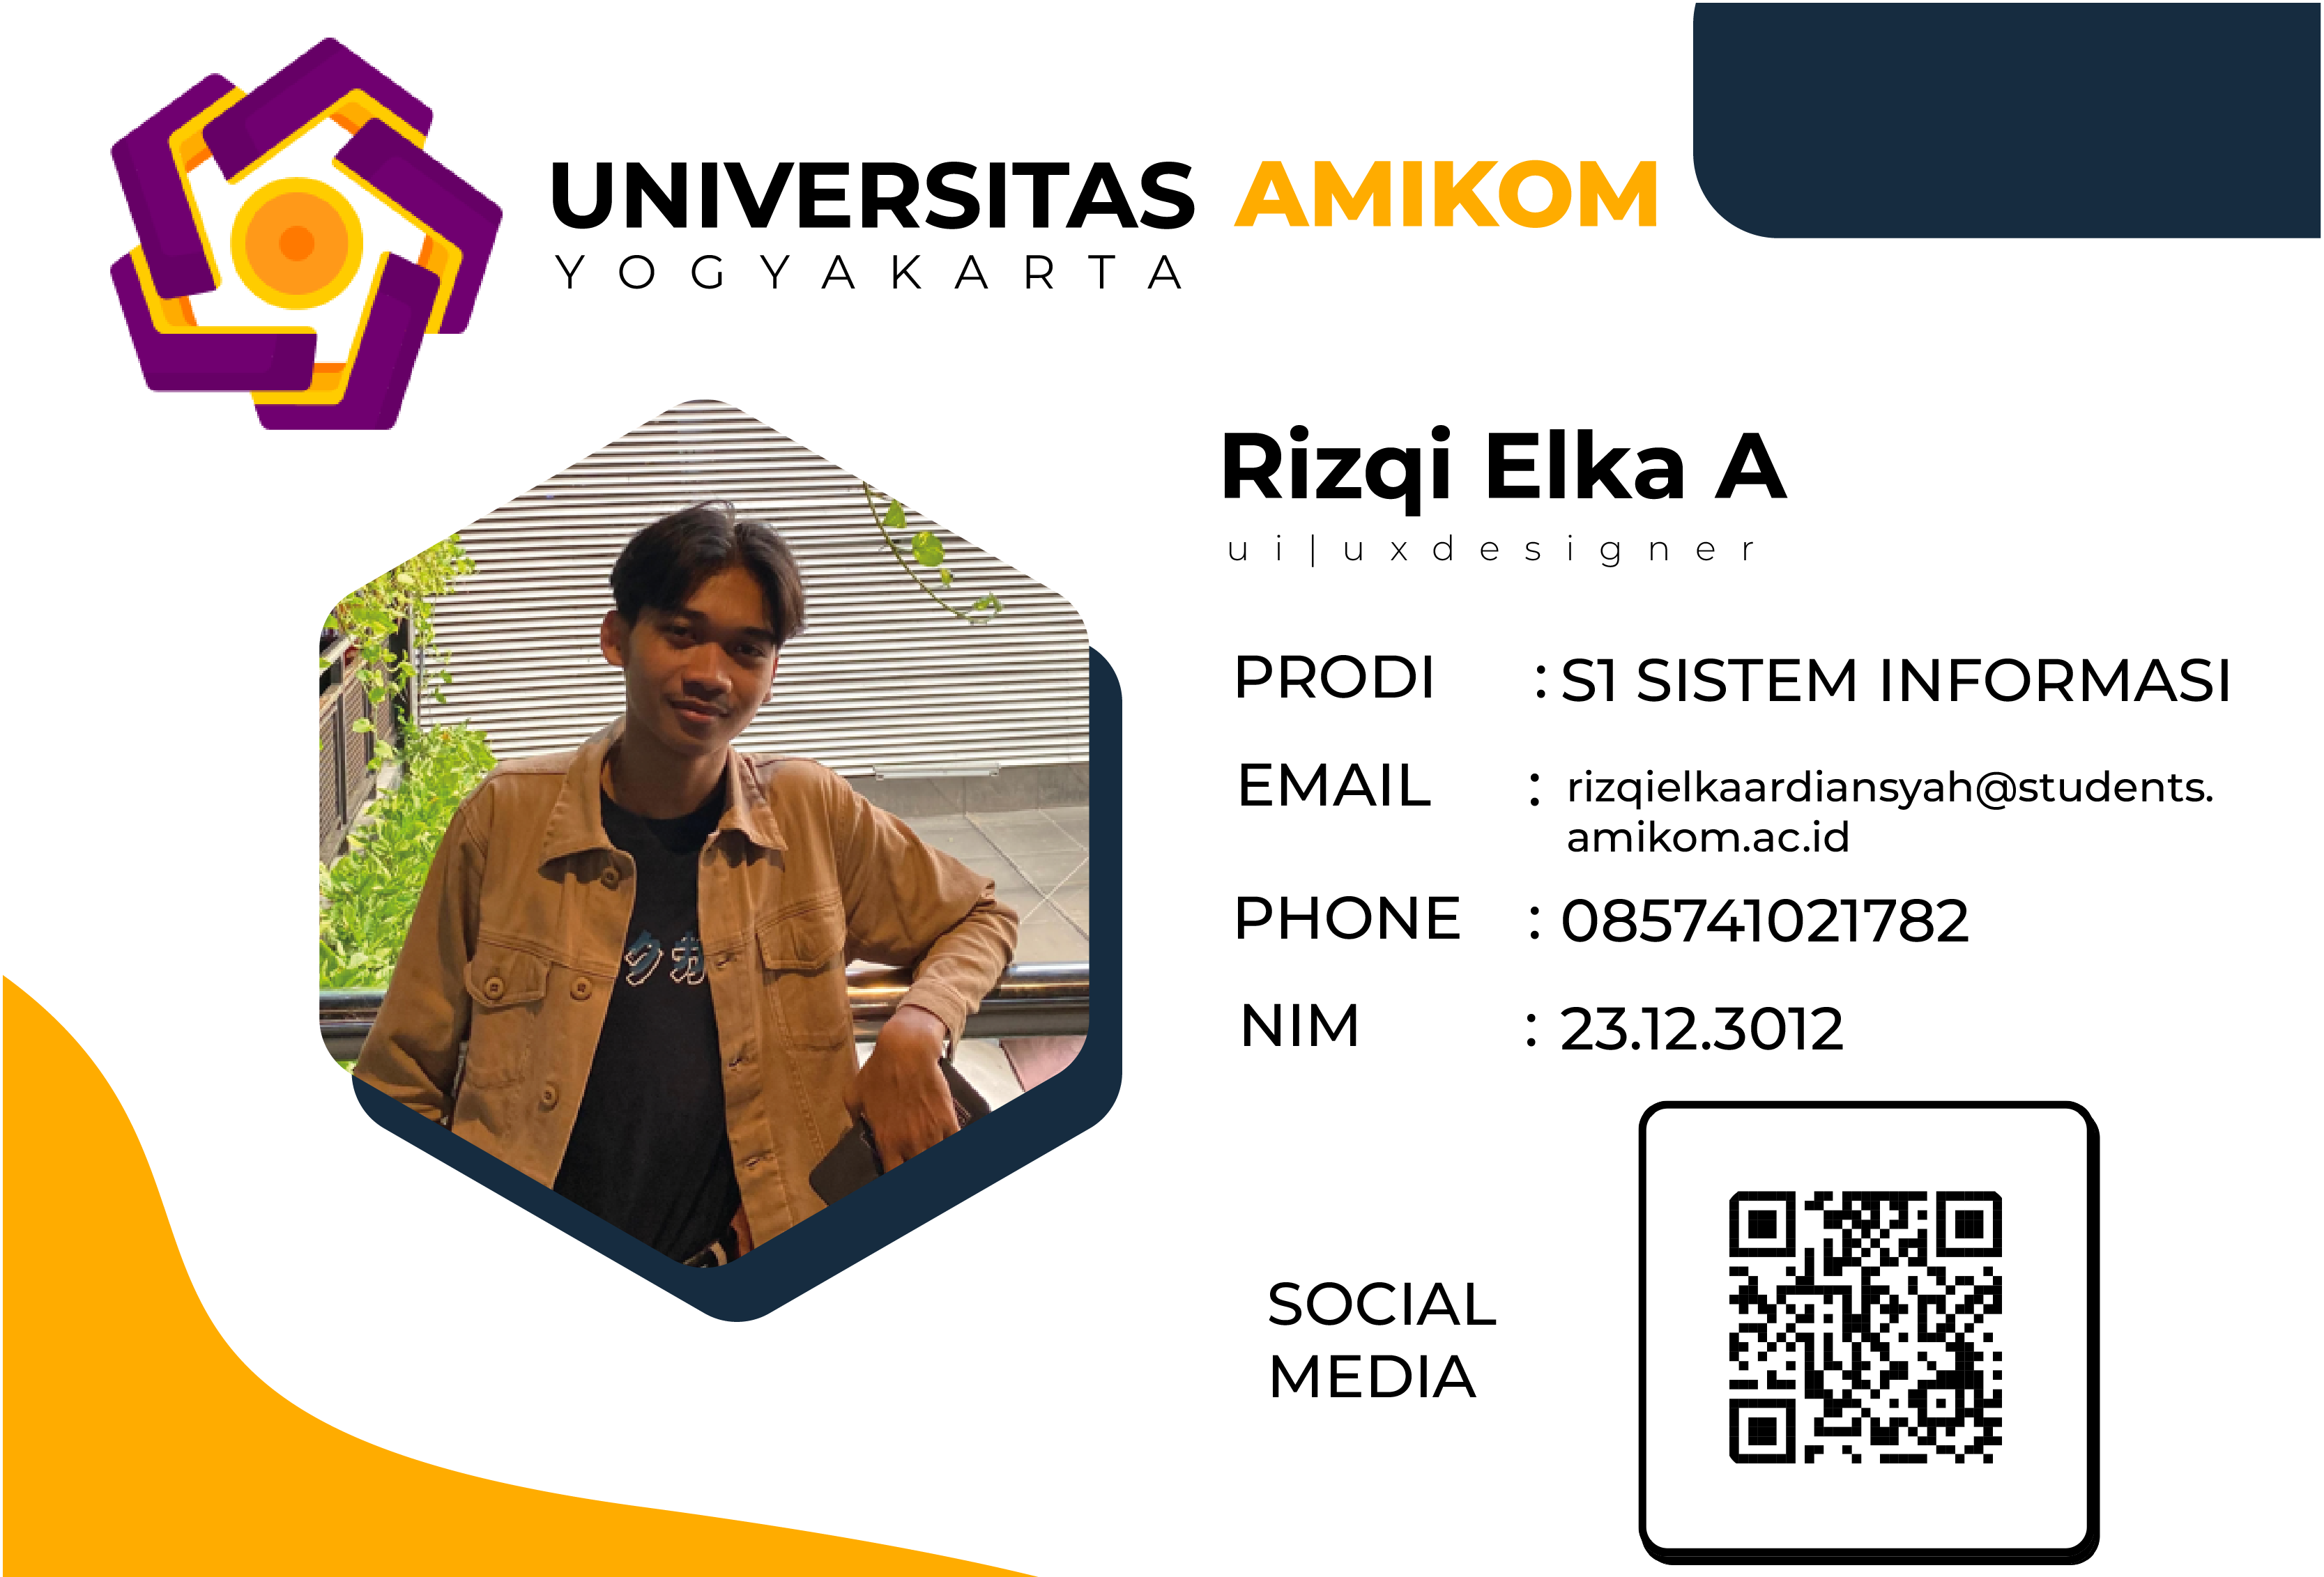 UNIVERSITAS AMIKOM
YOGYAKARTA
Rizqi Elka A
ui|uxdesigner
PRODI : S1 SISTEM INFORMASI
EMAIL : rizqielkaardiansyah@students.
amikom.ac.id
PHONE : 085741021782
NIM : 23.12.3012
SOCIAL
MEDIA